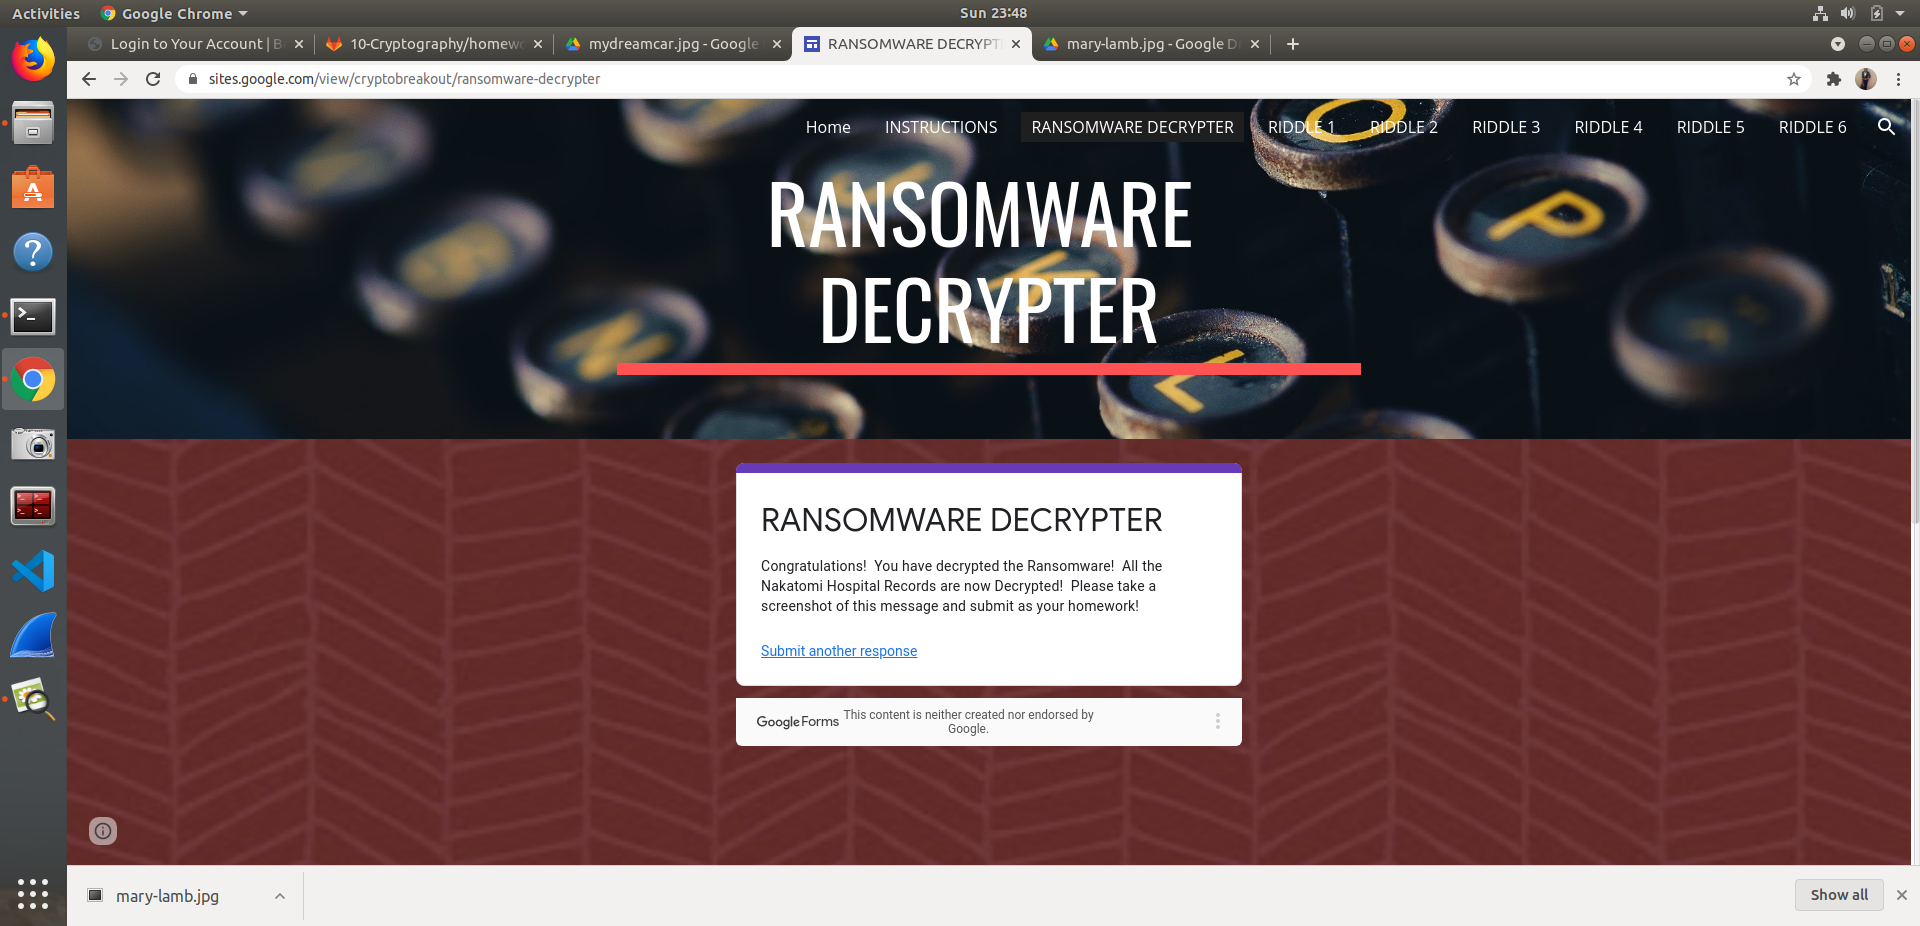 Activities Google Chrome Sun 23:48
Login to Your Account | B 10-Cryptography/homew mydreamcar.jpg - Google RANSOMWARE DECRYPT mary-lamb.jpg - Google D
sites.google.com/view/cryptobreakout/ransomware-decrypter
Home INSTRUCTIONS RANSOMWARE DECRYPTER RIDDLE 1 RIDDLE 2 RIDDLE 3 RIDDLE 4 RIDDLE 5 RIDDLE 6
RANSOMWARE
DECRYPTER
O
P
K
N
L
RANSOMWARE DECRYPTER
Congratulations! You have decrypted the Ransomware! All the
Nakatomi Hospital Records are now Decrypted! Please take a
screenshot of this message and submit as your homework!
Submit another response
Google Forms This content is neither created nor endorsed by
Google.
mary-lamb.jpg Show all